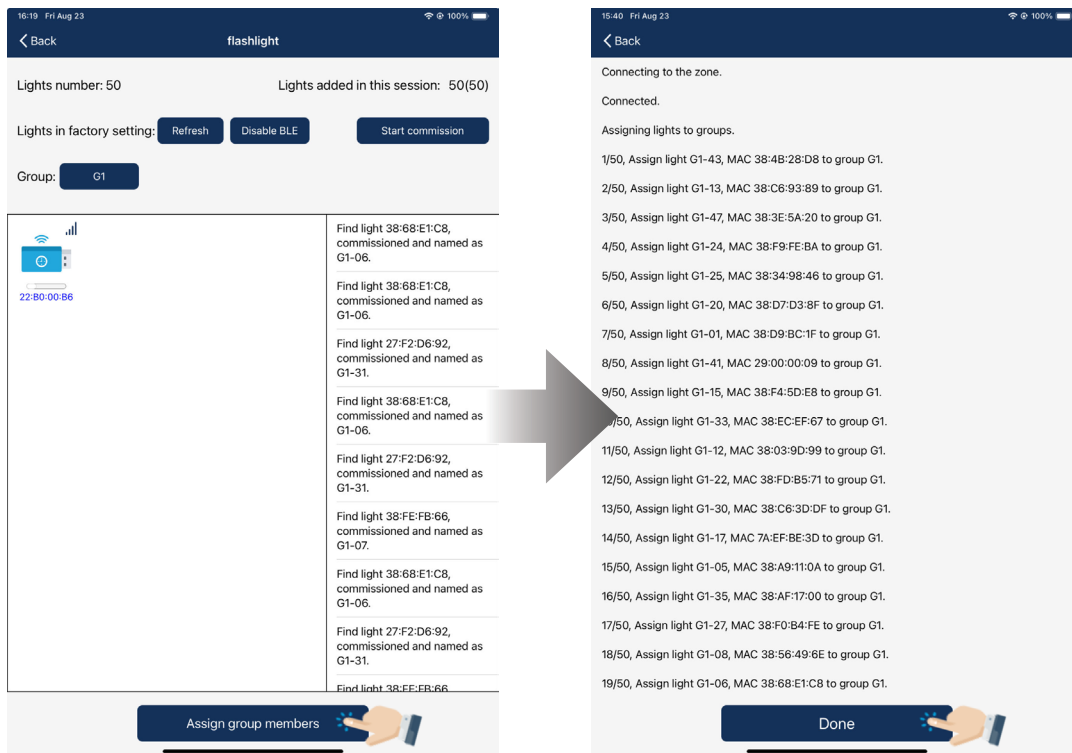 16:19 Fri Aug 23
100%
Back
flashlight
Lights number: 50
Lights added in this session: 50(50)
Lights in factory setting:
Refresh
Disable BLE
Start commission
Group:
G1
22:B0:00:B6
Find light 38:68:E1:C8,
commissioned and named as
G1-06.
Find light 38:68:E1:C8,
commissioned and named as
G1-06.
Find light 27:F2:D6:92,
commissioned and named as
G1-31.
Find light 38:68:E1:C8,
commissioned and named as
G1-06.
Find light 27:F2:D6:92,
commissioned and named as
G1-31.
Find light 38:FE:FB:66,
commissioned and named as
G1-07.
Find light 38:68:E1:C8,
commissioned and named as
G1-06.
Find light 27:F2:D6:92,
commissioned and named as
G1-31.
Find light 38:FE:FB:66
Assign group members
15:40 Fri Aug 23
100%
Back
Connecting to the zone.
Connected.
Assigning lights to groups.
1/50, Assign light G1-43, MAC 38:4B:28:D8 to group G1.
2/50, Assign light G1-13, MAC 38:C6:93:89 to group G1.
3/50, Assign light G1-47, MAC 38:3E:5A:20 to group G1.
4/50, Assign light G1-24, MAC 38:F9:FE:BA to group G1.
5/50, Assign light G1-25, MAC 38:34:98:46 to group G1.
6/50, Assign light G1-20, MAC 38:D7:D3:8F to group G1.
7/50, Assign light G1-01, MAC 38:D9:BC:1F to group G1.
8/50, Assign light G1-41, MAC 29:00:00:09 to group G1.
9/50, Assign light G1-15, MAC 38:F4:5D:E8 to group G1.
/50, Assign light G1-33, MAC 38:EC:EF:67 to group G1.
11/50, Assign light G1-12, MAC 38:03:9D:99 to group G1.
12/50, Assign light G1-22, MAC 38:FD:B5:71 to group G1.
13/50, Assign light G1-30, MAC 38:C6:3D:DF to group G1.
14/50, Assign light G1-17, MAC 7A:EF:BE:3D to group G1.
15/50, Assign light G1-05, MAC 38:A9:11:0A to group G1.
16/50, Assign light G1-35, MAC 38:AF:17:00 to group G1.
17/50, Assign light G1-27, MAC 38:F0:B4:FE to group G1.
18/50, Assign light G1-08, MAC 38:56:49:6E to group G1.
19/50, Assign light G1-06, MAC 38:68:E1:C8 to group G1.
Done